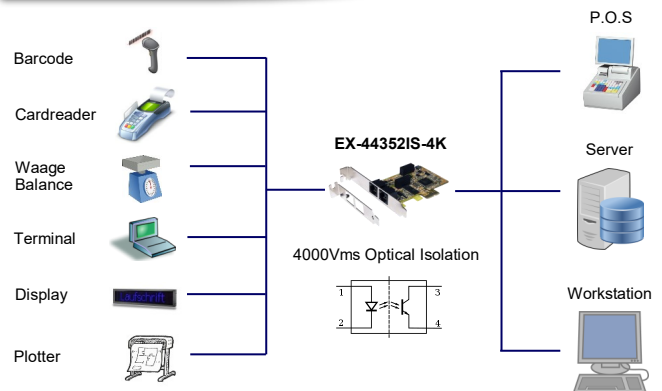 P.O.S
Barcode
Cardreader
EX-44352IS-4K
Server
Waage
Balance
Terminal
4000Vms Optical Isolation
1
3
2
4
Display
Laufschrift
Workstation
Plotter